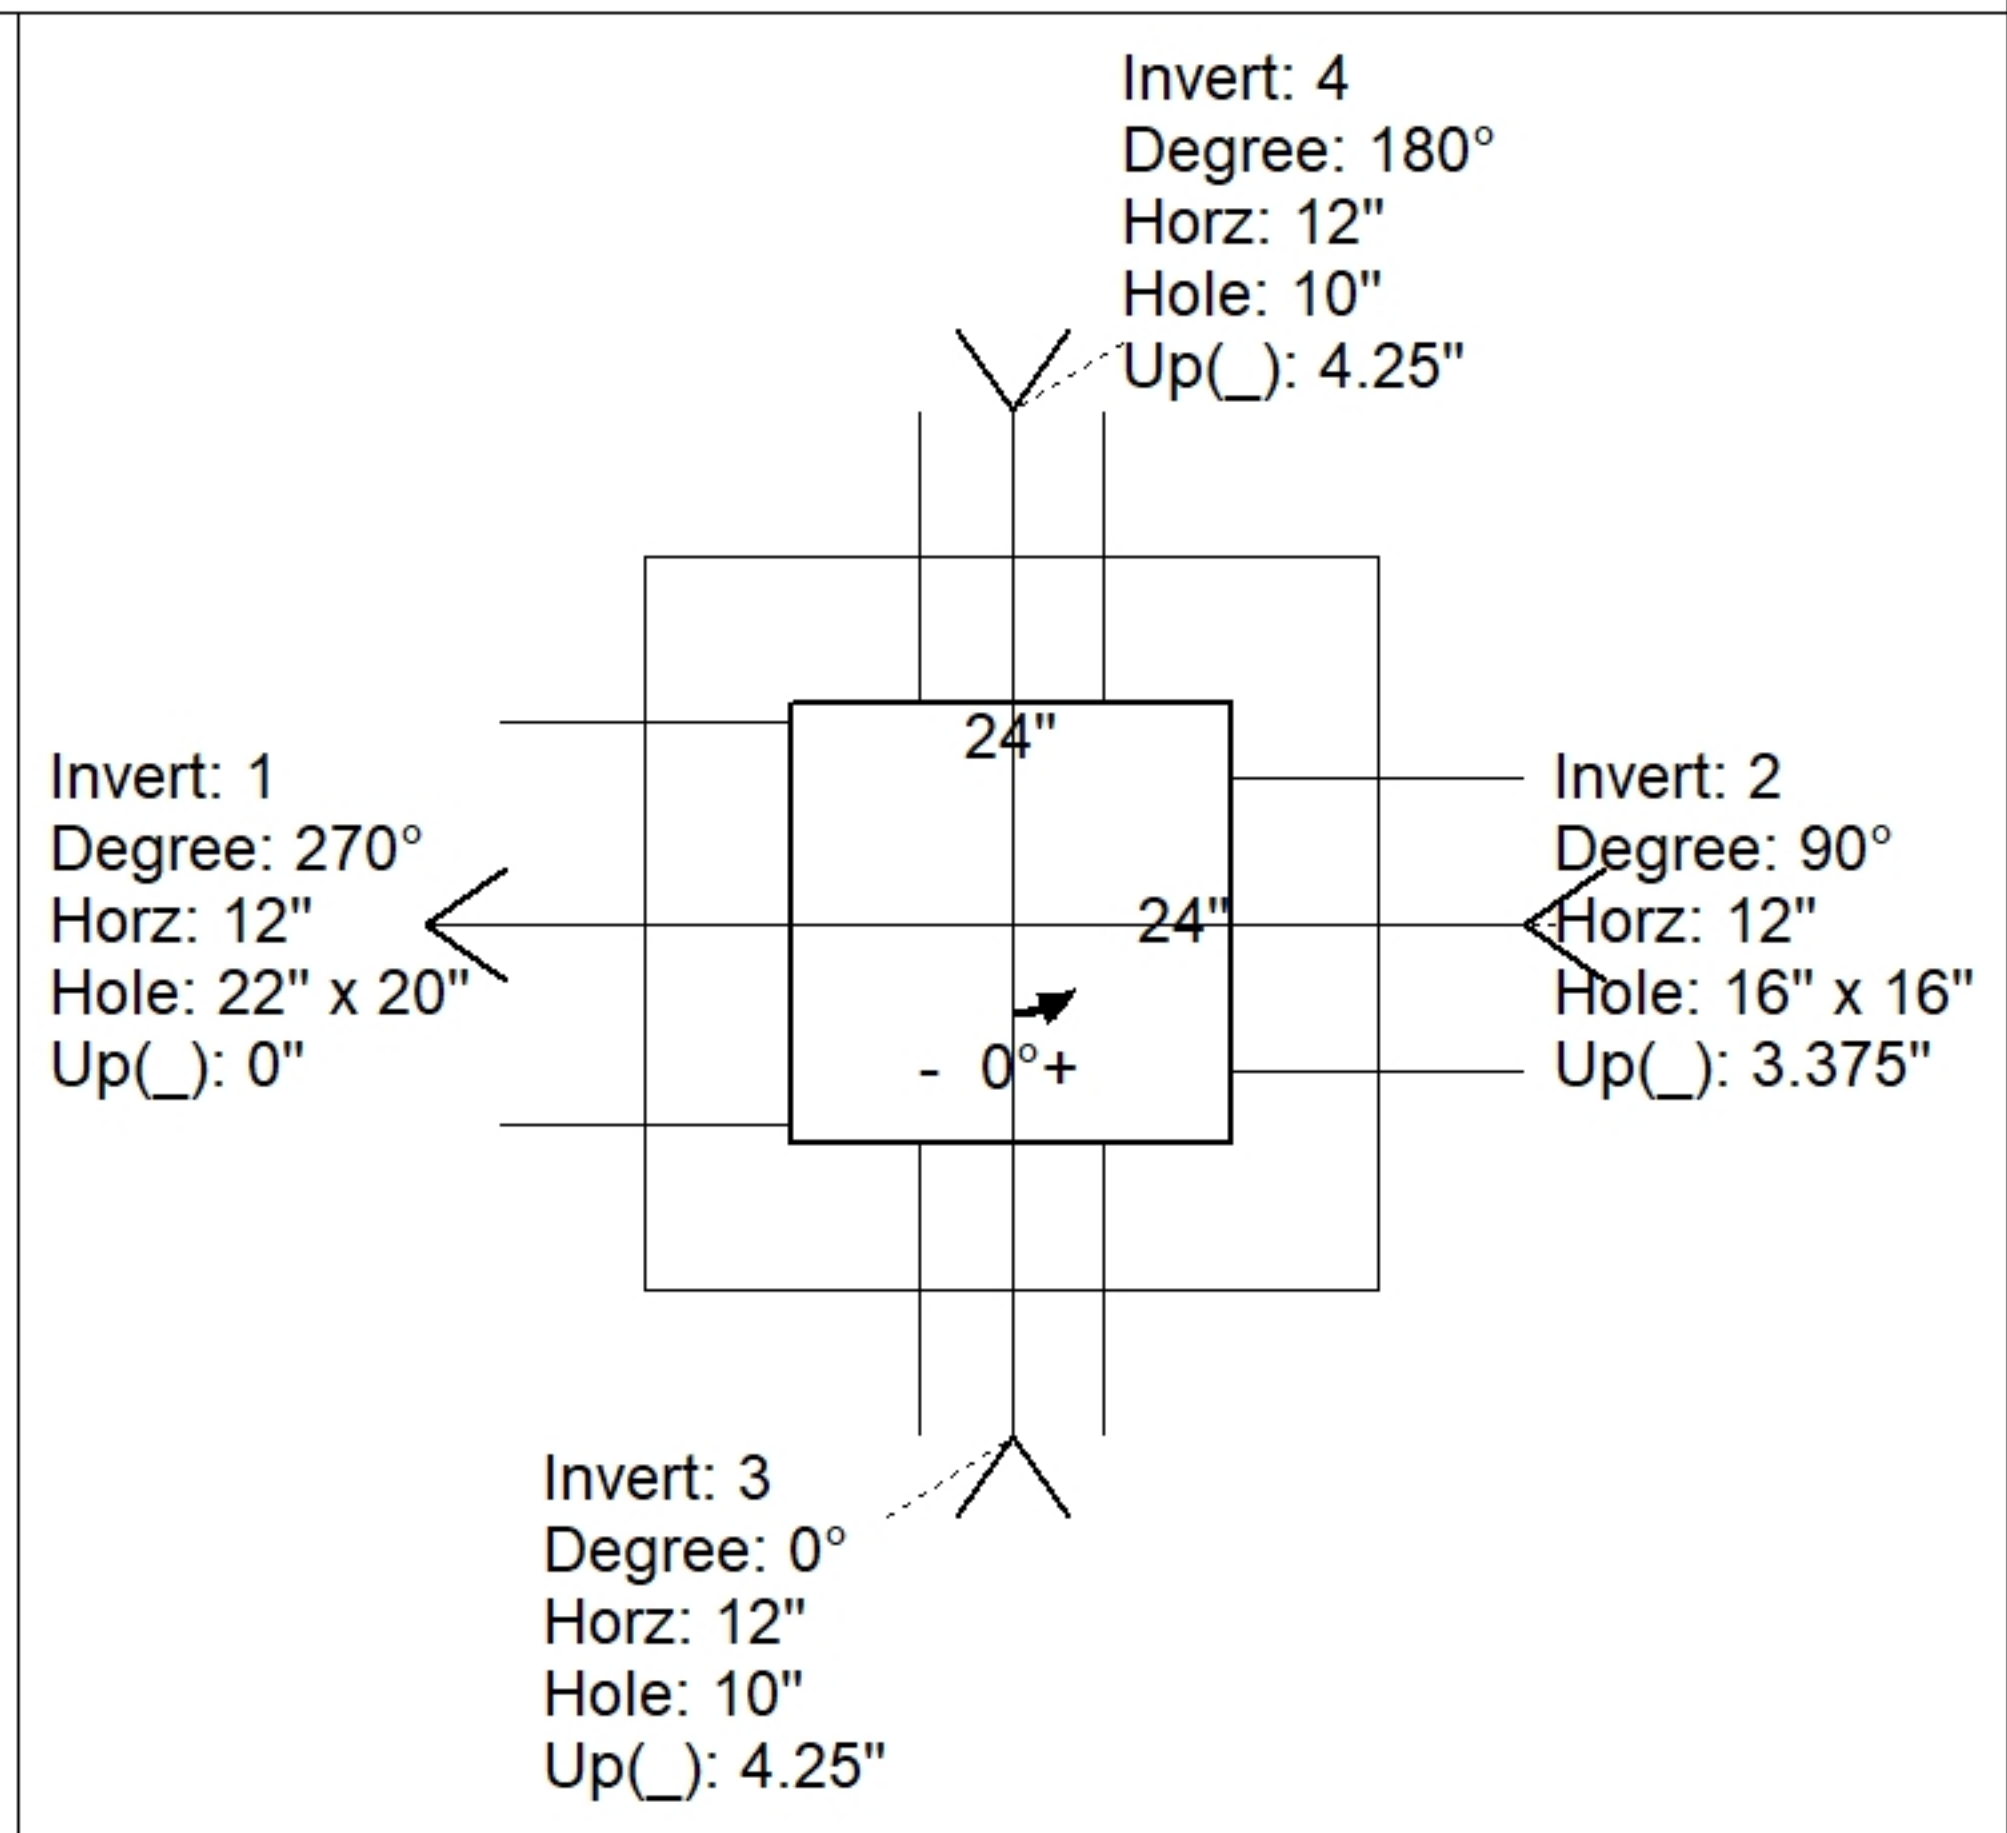 Invert: 4
Degree: 180°
Horz: 12"
Hole: 10"
Up(_): 4.25"
24"
Invert: 1
Degree: 270°
Horz: 12"
Hole: 22" x 20"
Up(_): 0"
24"
- 0°+
Invert: 2
Degree: 90°
Horz: 12"
Hole: 16" x 16"
Up(_): 3.375"
Invert: 3
Degree: 0°
Horz: 12"
Hole: 10"
Up(_): 4.25"